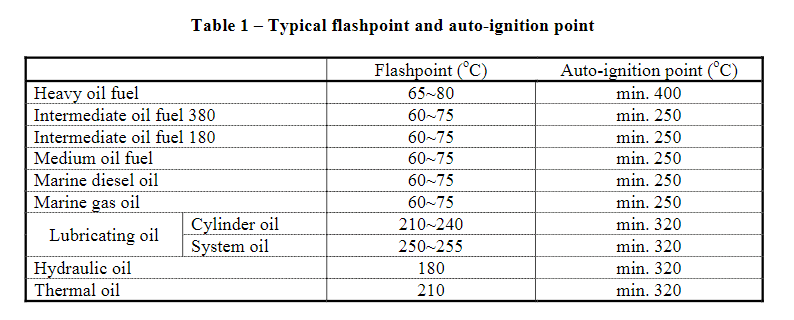 Table 1 – Typical flashpoint and auto-ignition point
Flashpoint (°C) Auto-ignition point (°C)
Heavy oil fuel 65~80 min. 400
Intermediate oil fuel 380 60~75 min. 250
Intermediate oil fuel 180 60~75 min. 250
Medium oil fuel 60~75 min. 250
Marine diesel oil 60~75 min. 250
Marine gas oil 60~75 min. 250
Lubricating oil Cylinder oil 210~240 min. 320
System oil 250~255 min. 320
Hydraulic oil 180 min. 320
Thermal oil 210 min. 320